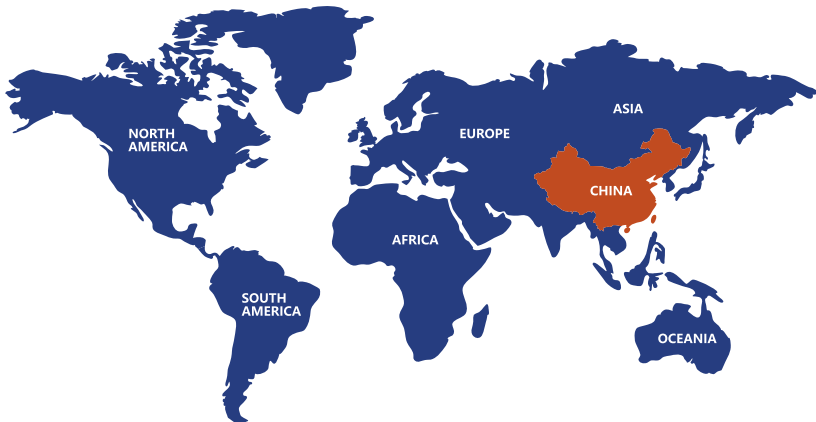 ASIA
NORTH
AMERICA
EUROPE
CHINA
AFRICA
SOUTH
AMERICA
OCEANIA